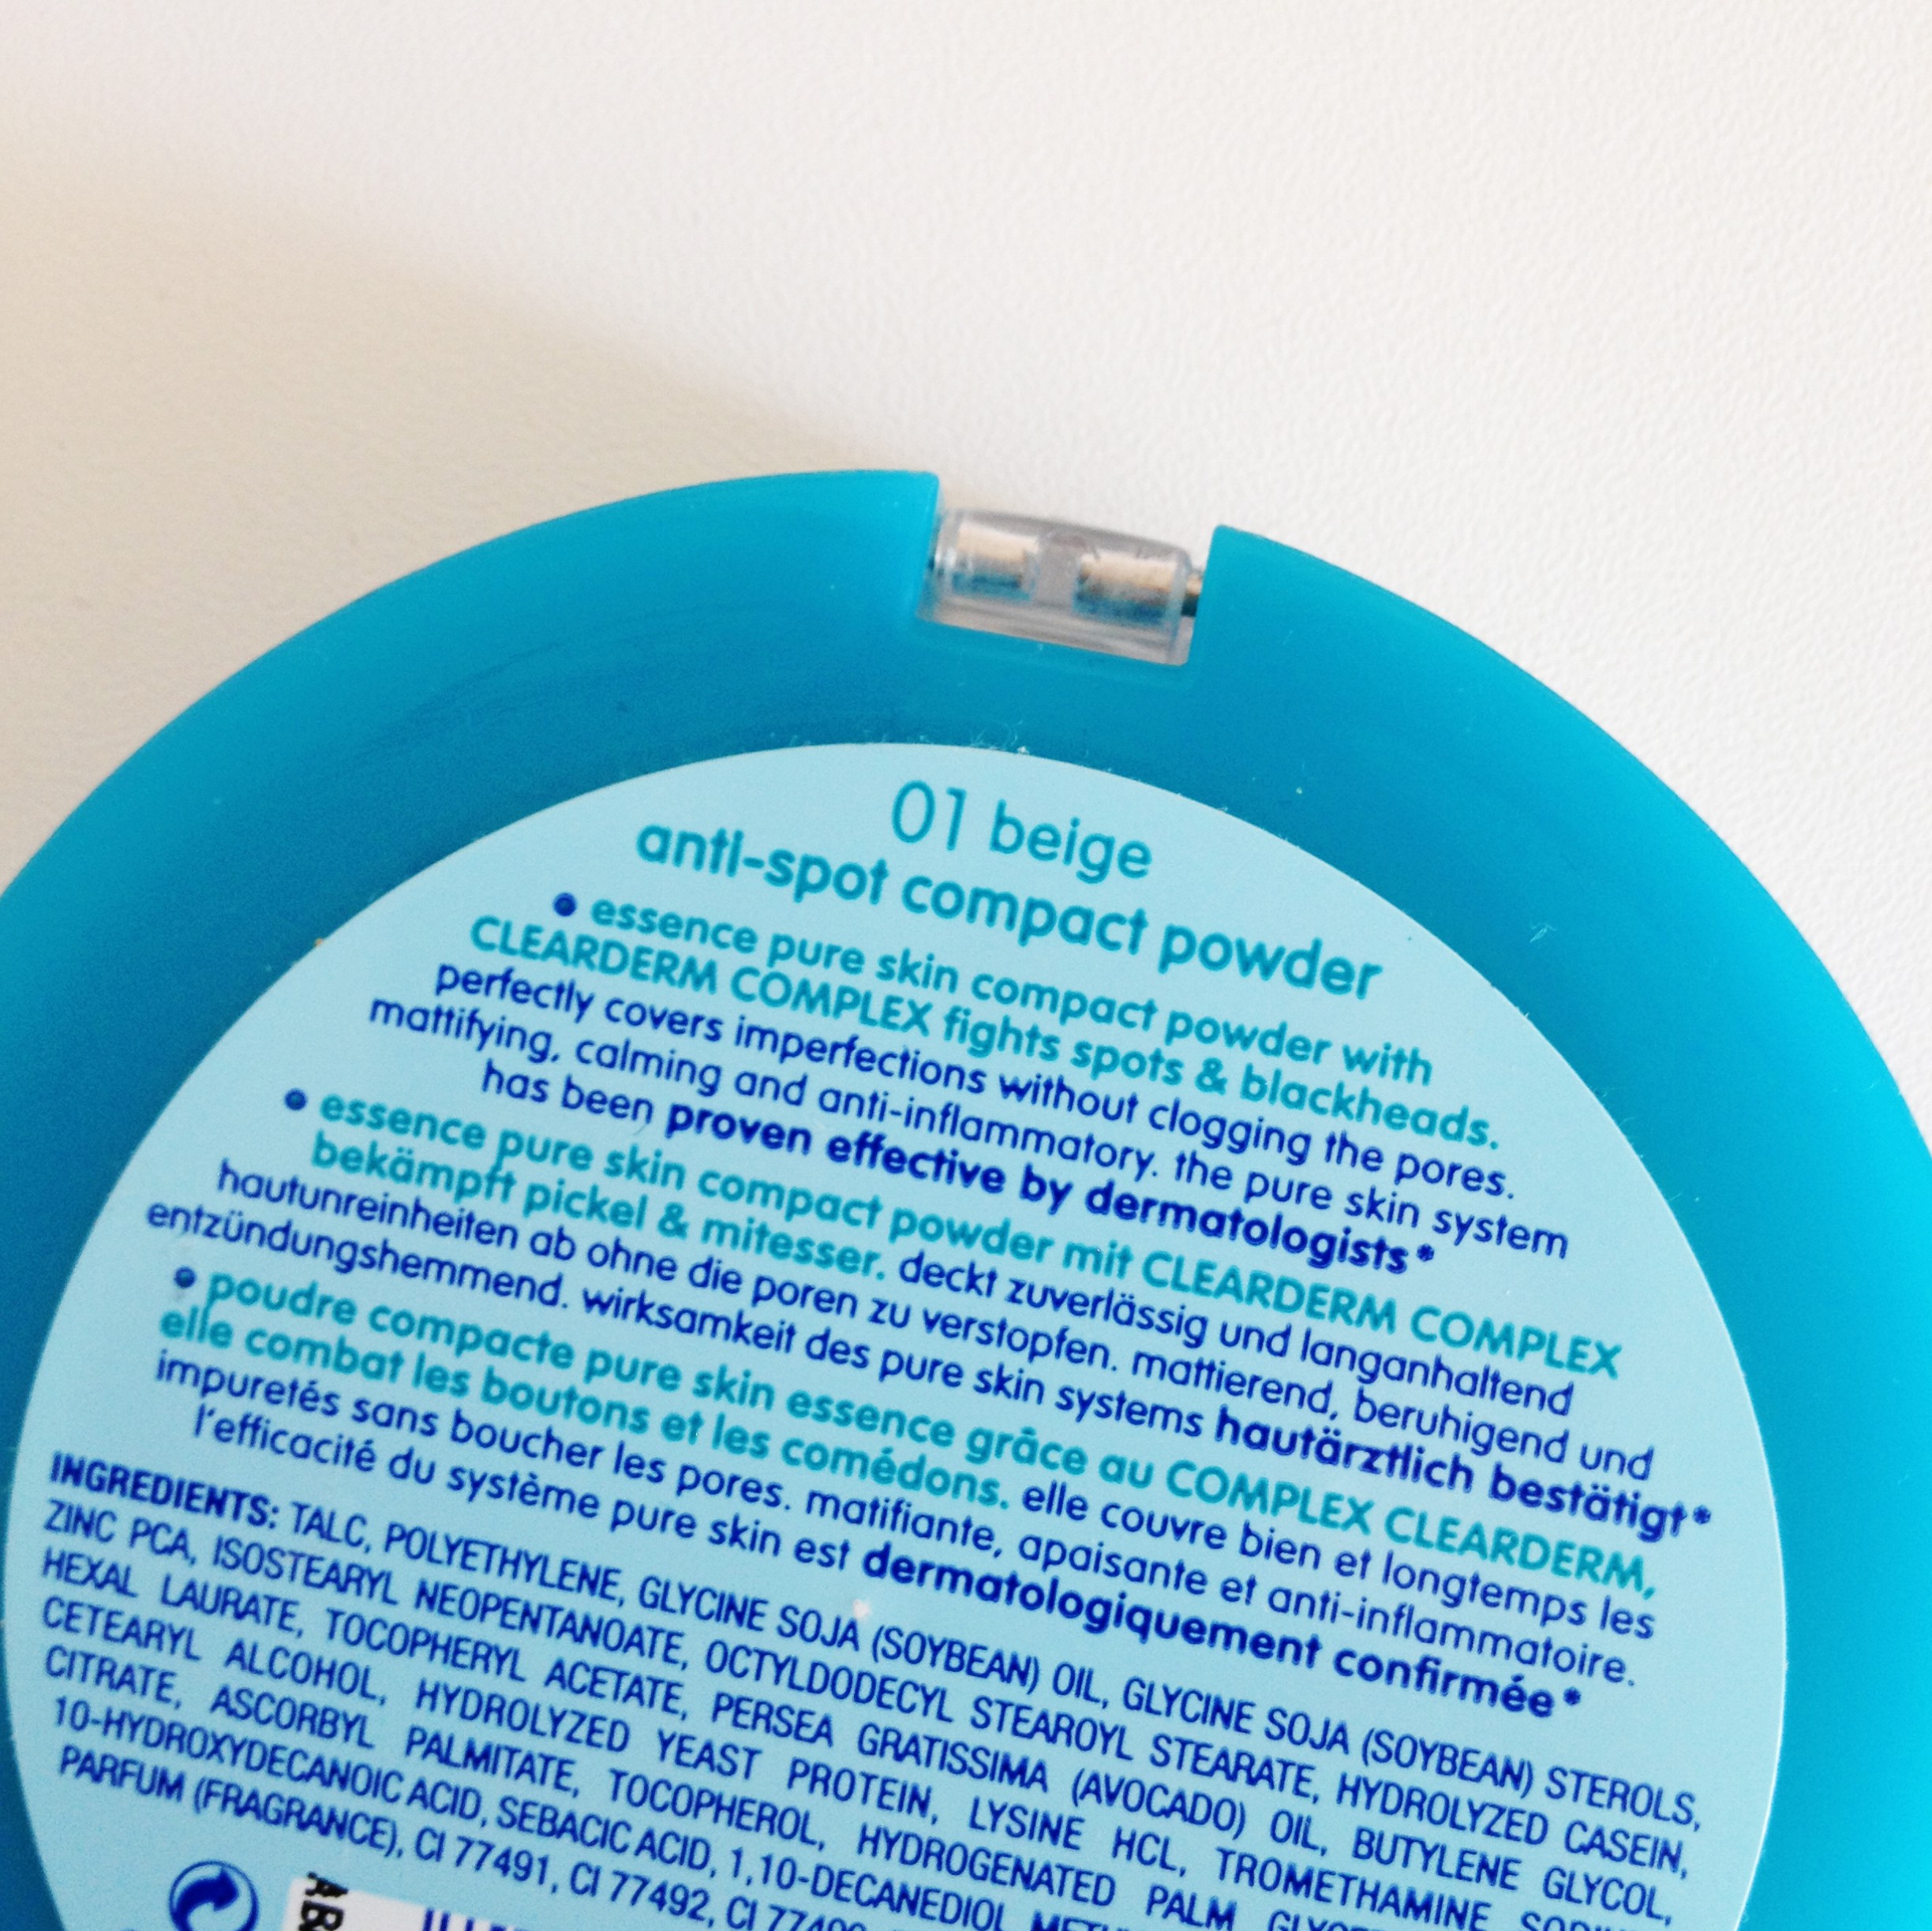 01 beige
anti-spot compact powder
• essence pure skin compact powder with
CLEARDERM COMPLEX fights spots & blackheads.
perfectly covers imperfections without clogging the pores.
mattifying, calming and anti-inflammatory. the pure skin system
has been proven effective by dermatologists*
• essence pure skin compact powder mit CLEARDERM COMPLEX
bekämpft pickel & mitesser. deckt zuverlässig und langanhaltend
hautunreinheiten ab ohne die poren zu verstopfen. mattierend, beruhigend und
entzündungshemmend. wirksamkeit des pure skin systems hautärztlich bestätigt*
• poudre compacte pure skin essence grâce au COMPLEX CLEARDERM,
elle combat les boutons et les comédons. elle couvre bien et longtemps les
impuretés sans boucher les pores. matifiante, apaisante et anti-inflammatoire.
l'efficacité du système pure skin est dermatologiquement confirmée*
INGREDIENTS: TALC, POLYETHYLENE, GLYCINE SOJA (SOYBEAN) OIL, GLYCINE SOJA (SOYBEAN) STEROLS,
ZINC PCA, ISOSTEARYL NEOPENTANOATE, OCTYLDODECYL STEAROYL STEARATE, HYDROLYZED CASEIN,
HEXAL LAURATE, TOCOPHERYL ACETATE, PERSEA GRATISSIMA (AVOCADO) OIL, BUTYLENE GLYCOL,
CETEARYL ALCOHOL, HYDROLYZED YEAST PROTEIN, LYSINE HCL, TROMETHAMINE
CITRATE, ASCORBYL PALMITATE, TOCOPHEROL, HYDROGENATED PALM
10-HYDROXYDECANOIC ACID, SEBACIC ACID, 1,10-DECANEDIOL
PARFUM (FRAGRANCE), CI 77491, CI 77492, CI